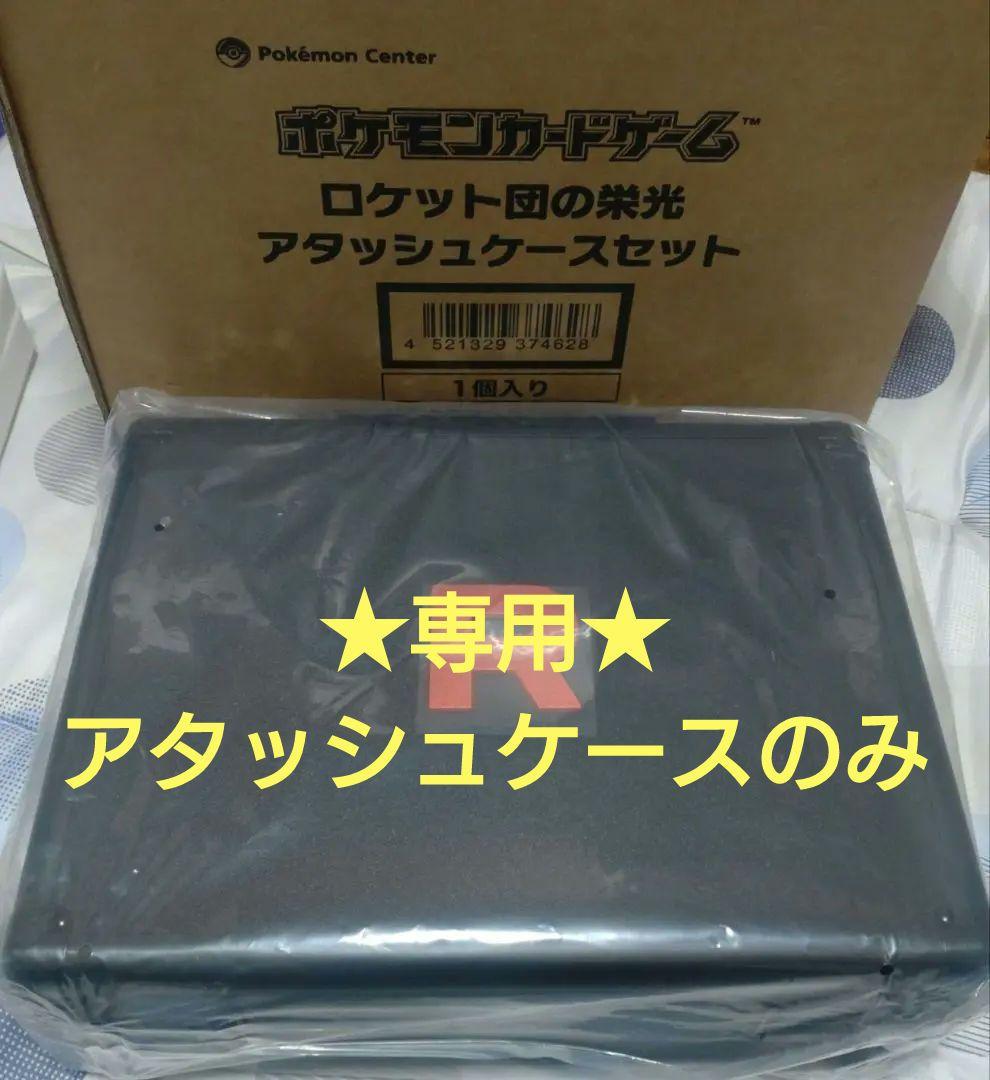 Pokémon Center
ポケモンカードゲーム™
ロケット団の栄光
アタッシュケースセット
4 521329 374628
1個入り
R
★専用★
アタッシュケースのみ